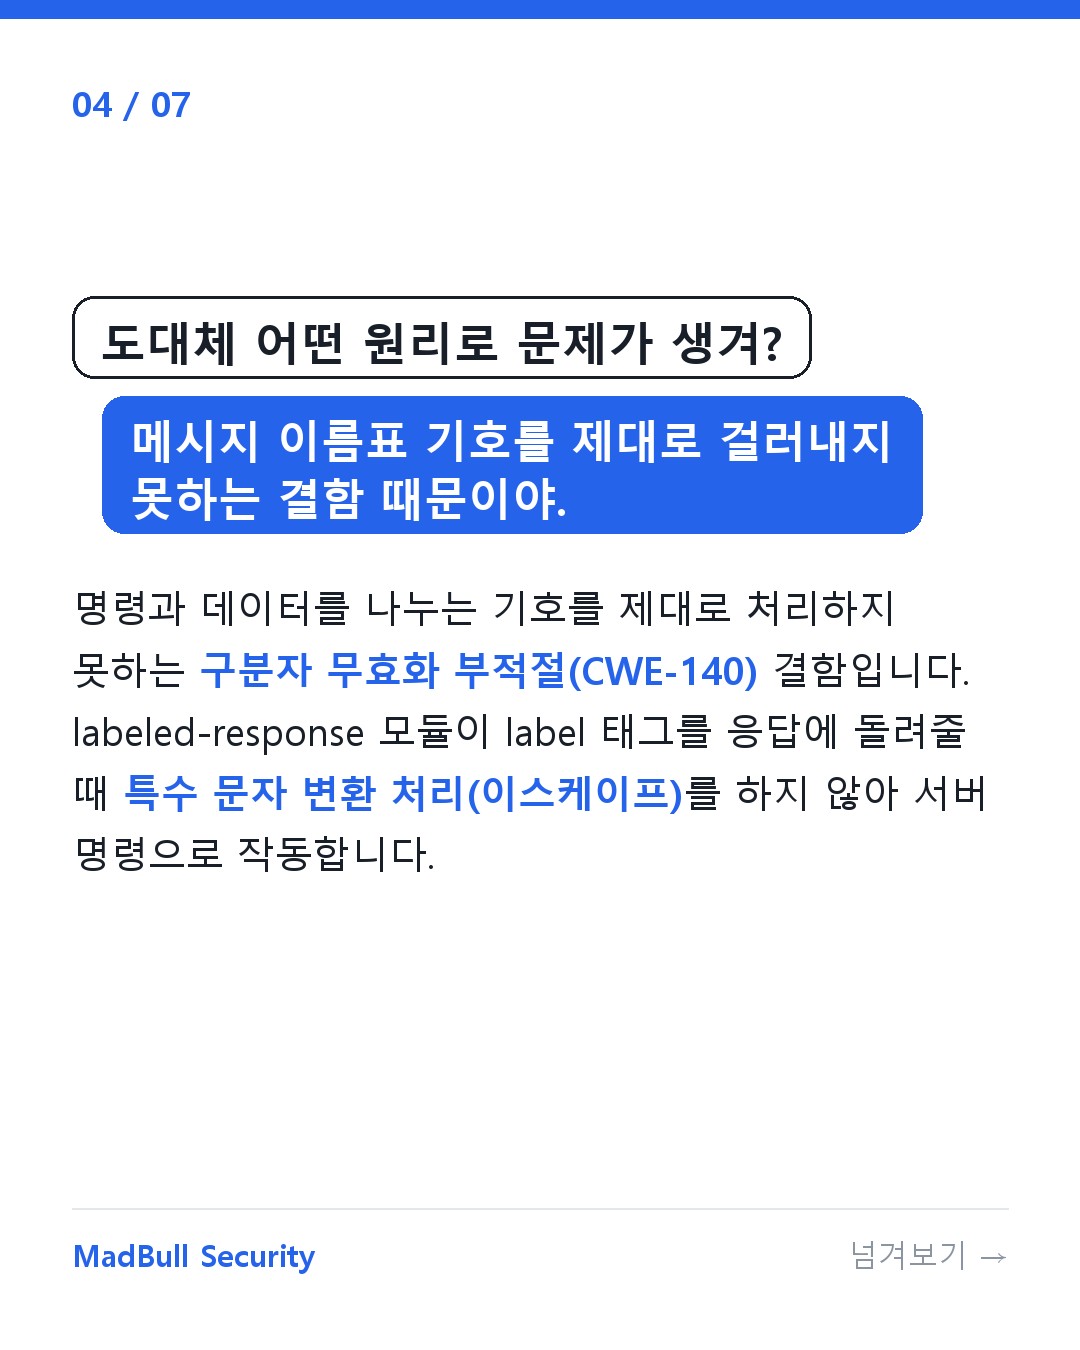 04 / 07
도대체 어떤 원리로 문제가 생겨?
메시지 이름표 기호를 제대로 걸러내지
못하는 결함 때문이야.
명령과 데이터를 나누는 기호를 제대로 처리하지
못하는 구분자 무효화 부적절(CWE-140) 결함입니다.
labeled-response 모듈이 label 태그를 응답에 돌려줄
때 특수 문자 변환 처리(이스케이프)를 하지 않아 서버
명령으로 작동합니다.
MadBull Security
넘겨보기 →